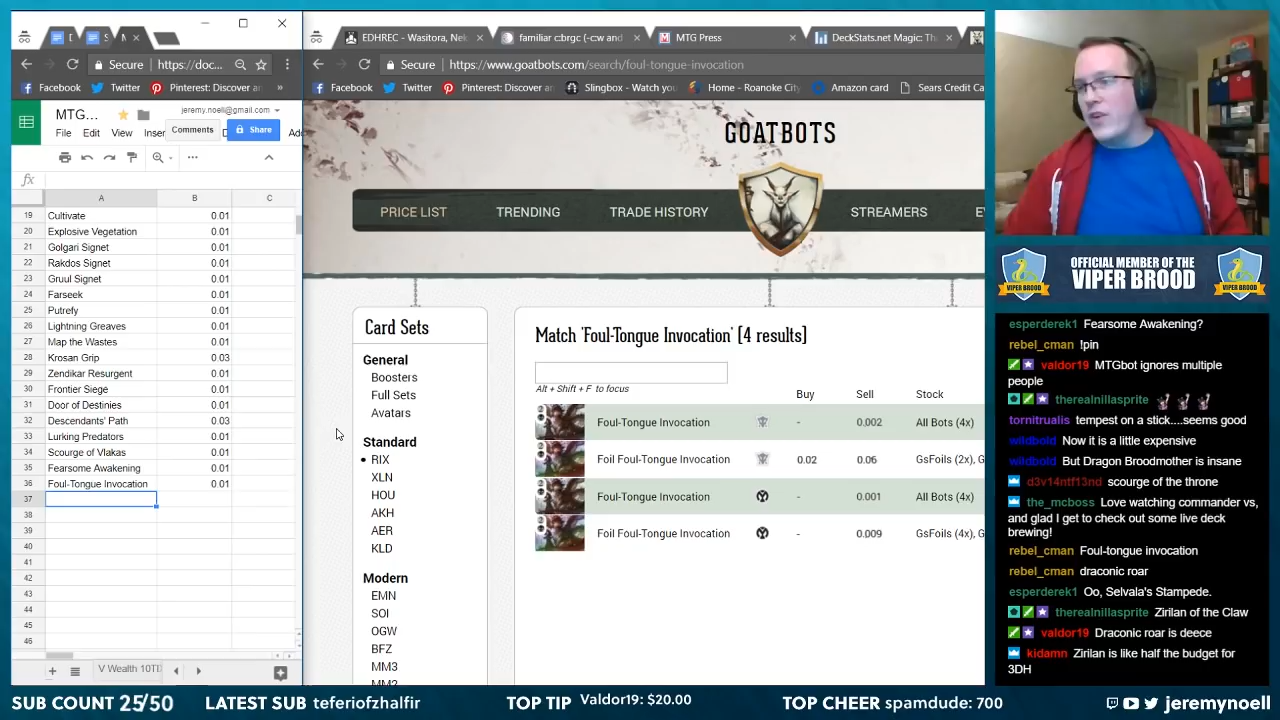 Secure
https://doc...
Facebook
Twitter
Pinterest: Discover an
MTG...
jeremy.noell@gmail.com
File
Edit
View
Comments
Share
fx
A
B
C
19 Cultivate 0.01
20 Explosive Vegetation 0.01
21 Golgari Signet 0.01
22 Rakdos Signet 0.01
23 Gruul Signet 0.01
24 Farseek 0.01
25 Putrefy 0.01
26 Lightning Greaves 0.01
27 Map the Wastes 0.01
28 Krosan Grip 0.03
29 Zendikar Resurgent 0.01
30 Frontier Siege 0.01
31 Door of Destinies 0.01
32 Descendants' Path 0.03
33 Lurking Predators 0.01
34 Scourge of Vlakas 0.01
35 Fearsome Awakening 0.01
36 Foul-Tongue Invocation 0.01
37
38
39
40
41
42
43
44
45
46
EDHREC - Wasitora, Nek
familiar c:brgc (-c:w and
MTG Press
DeckStats.net Magic: Th
Secure
https://www.goatbots.com/search/foul-tongue-invocation
Facebook
Twitter
Pinterest: Discover an
Slingbox - Watch you
Home - Roanoke City
Amazon card
Sears Credit Ca
GOATBOTS
PRICE LIST
TRENDING
TRADE HISTORY
STREAMERS
Card Sets
General
Boosters
Full Sets
Avatars
Standard
RIX
XLN
HOU
AKH
AER
KLD
Modern
EMN
SOI
OGW
BFZ
MM3
MM2
Match 'Foul-Tongue Invocation' [4 results]
Alt + Shift + F to focus
Buy Sell Stock
Foul-Tongue Invocation - 0.002 All Bots (4x)
Foil Foul-Tongue Invocation 0.02 0.06 GsFoils (2x), G
Foul-Tongue Invocation - 0.001 All Bots (4x)
Foil Foul-Tongue Invocation - 0.009 GsFoils (4x), G
OFFICIAL MEMBER OF THE
VIPER BROOD
esperderek1 Fearsome Awakening?
rebel_cman !pin
valdor19 MTGbot ignores multiple
people
therealnillasprite
tornitrualis tempest on a stick....seems good
wildbold Now it is a little expensive
wildbold But Dragon Broodmother is insane
d3v14ntf13nd scourge of the throne
the_mcboss Love watching commander vs,
and glad I get to check out some live deck
brewing!
rebel_cman Foul-tongue invocation
rebel_cman draconic roar
esperderek1 Oo, Selvala's Stampede.
therealnillasprite Zirilan of the Claw
valdor19 Draconic roar is deece
kidamn Zirilan is like half the budget for
3DH
SUB COUNT 25/50
LATEST SUB teferiofzhalfir
TOP TIP Valdor19: $20.00
TOP CHEER spamdude: 700
jeremynoell